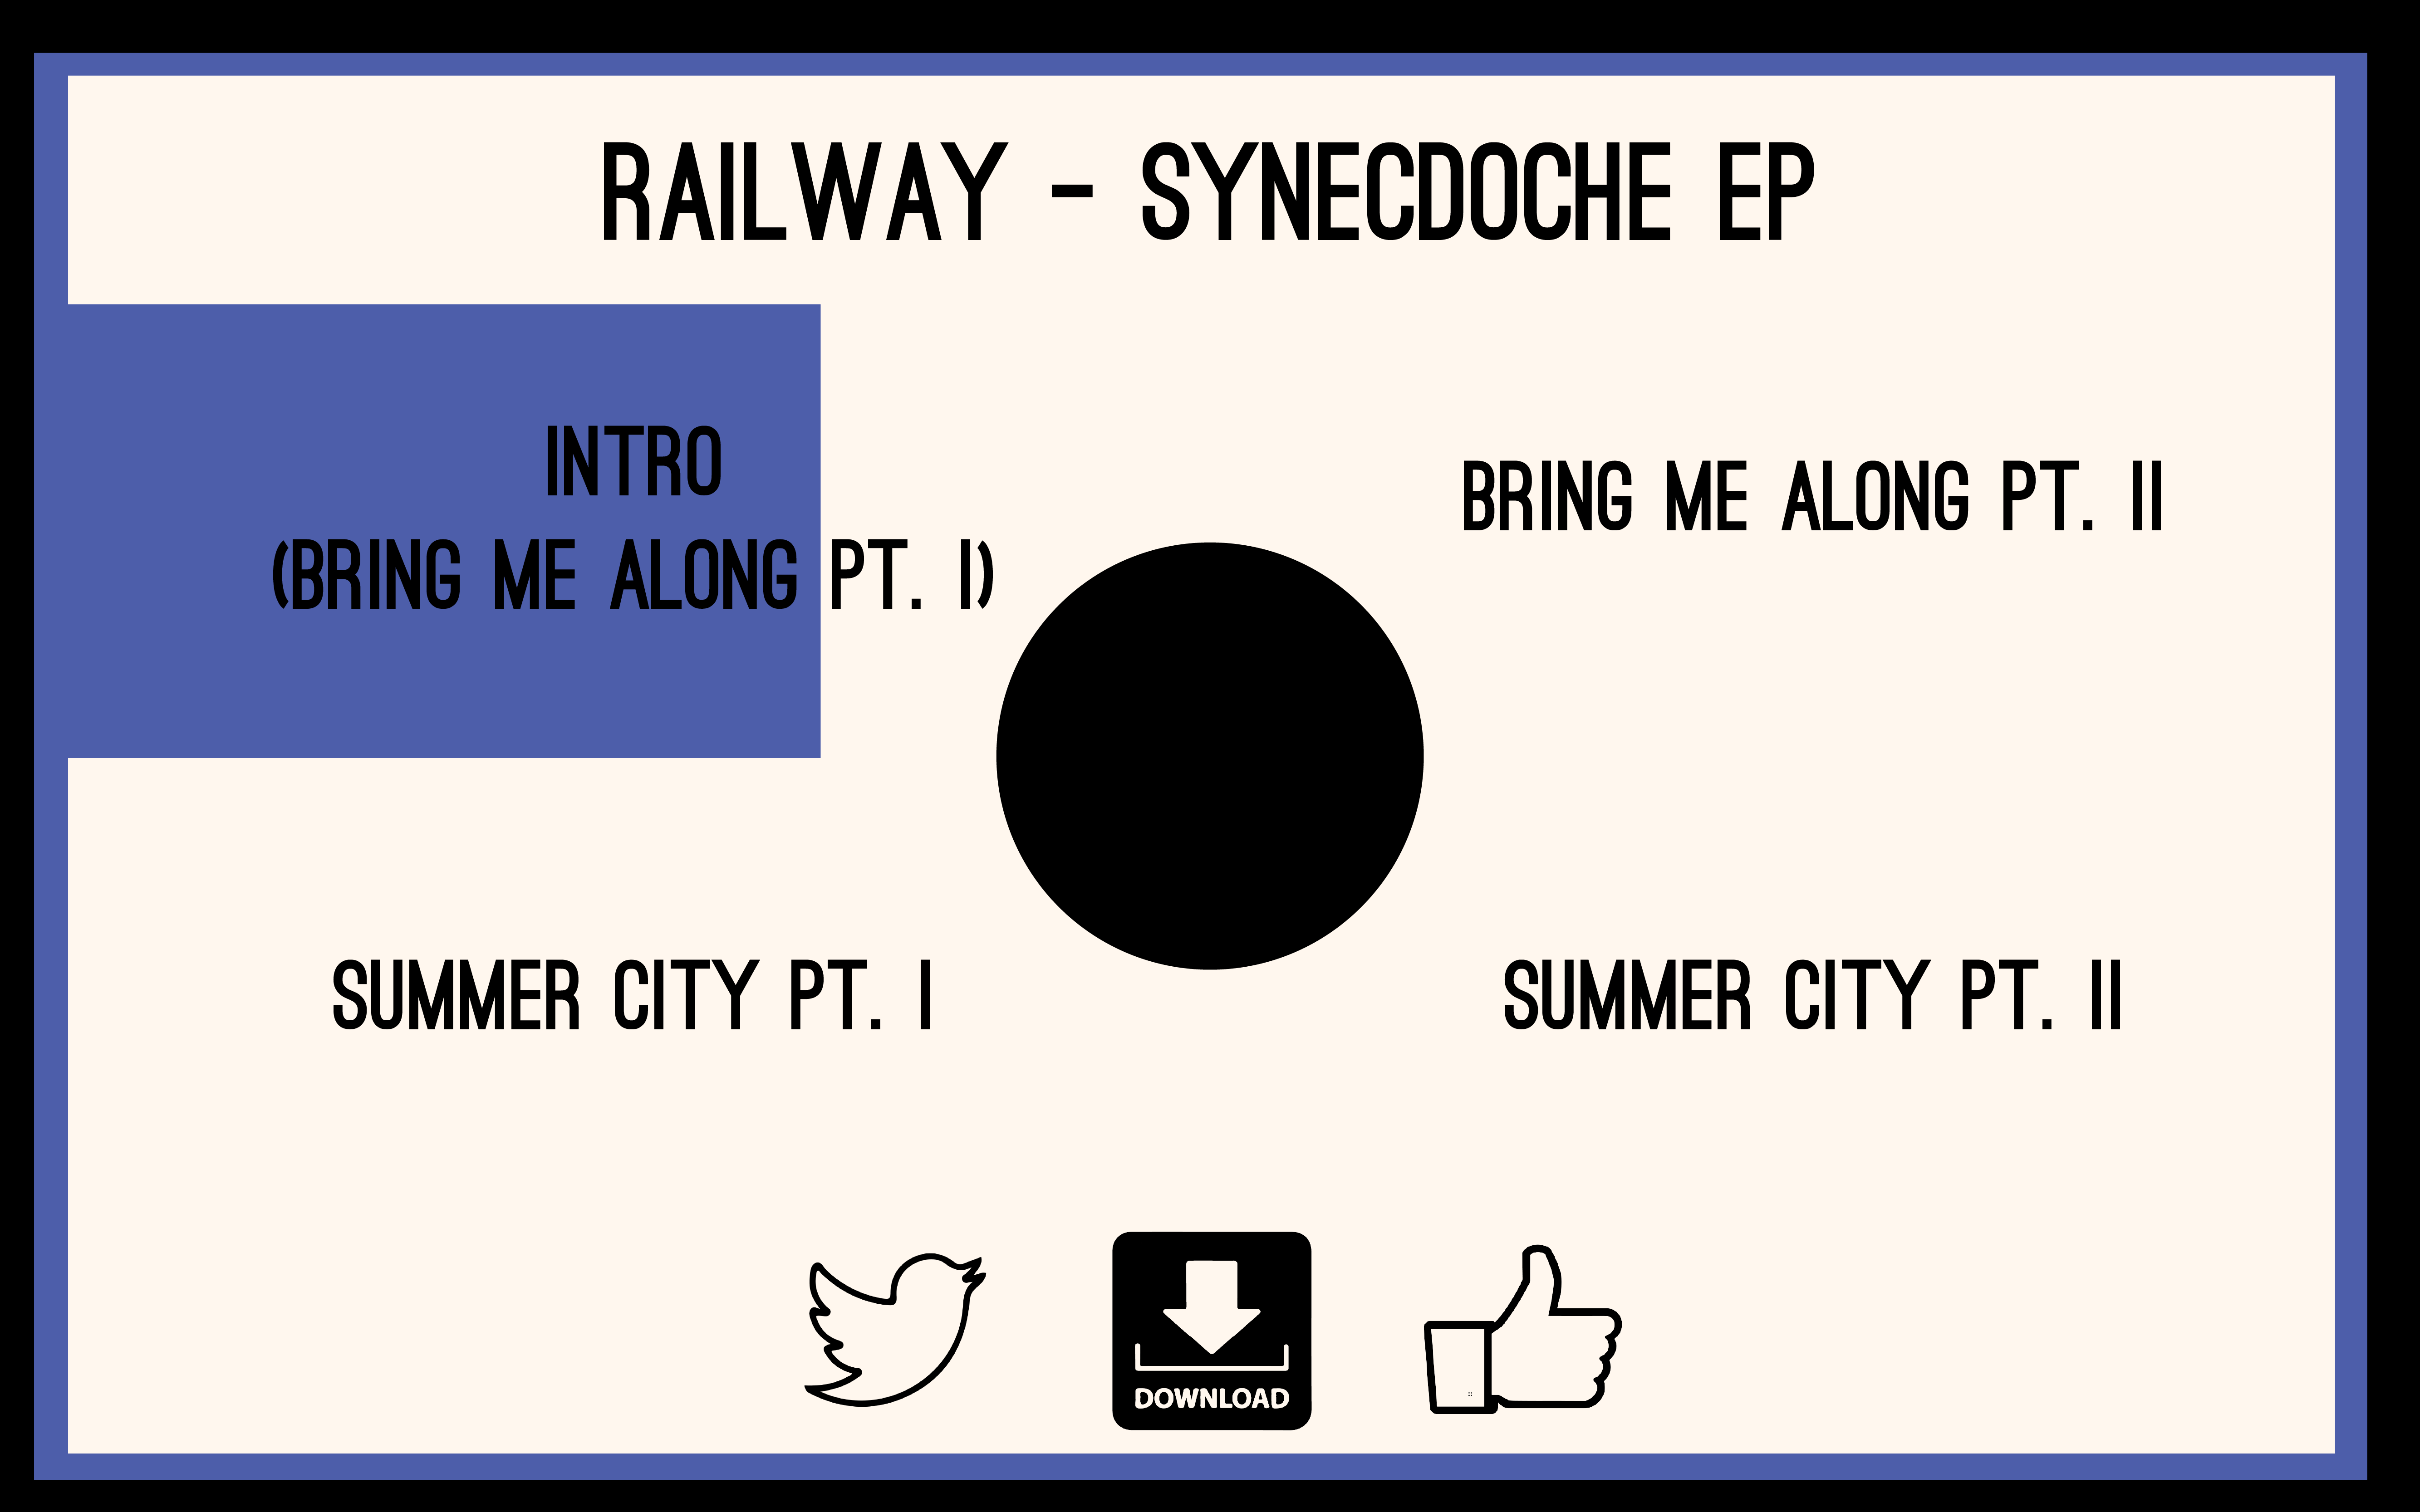 RAILWAY - SYNECDOCHE EP
INTRO
(BRING ME ALONG PT. I)
BRING ME ALONG PT. II
SUMMER CITY PT. I
SUMMER CITY PT. II
DOWNLOAD